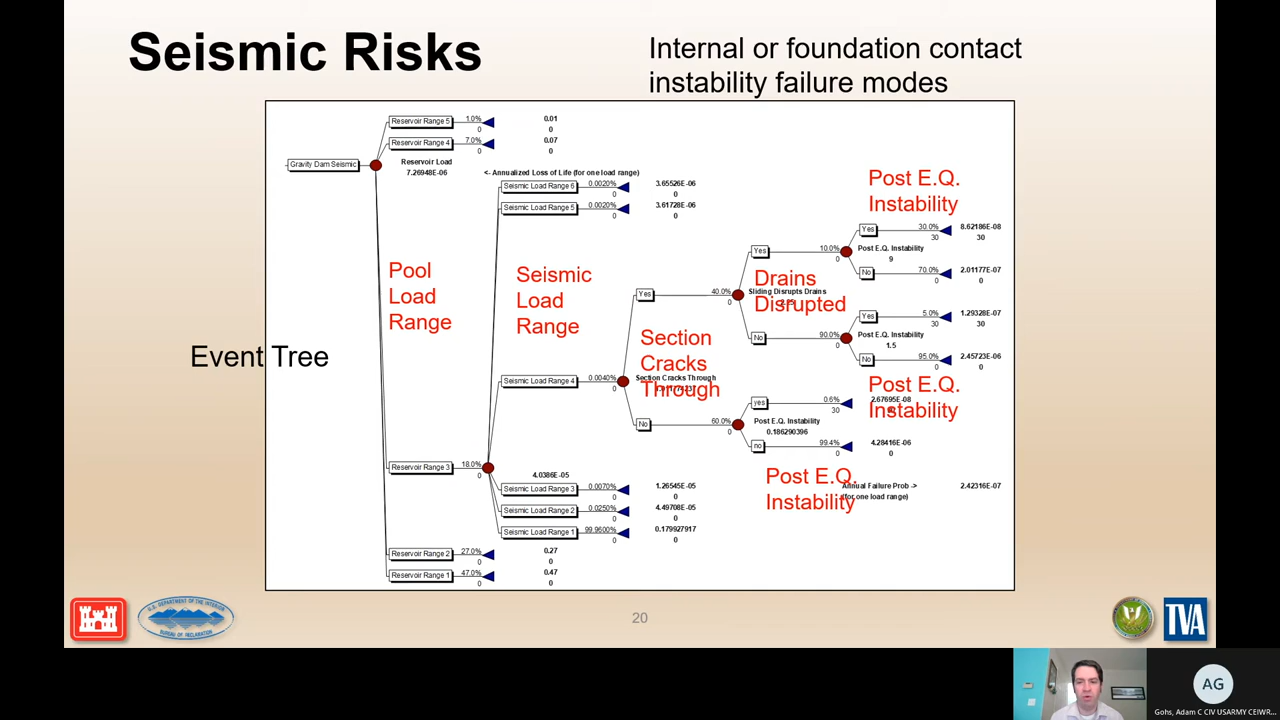 Seismic Risks
Internal or foundation contact
instability failure modes
Reservoir Range 5
1.0%
0
0.01
0
Reservoir Range 4
7.0%
0
0.07
0
Gravity Dam Seismic
Reservoir Load
7.26948E-06
<- Annualized Loss of Life (for one load range)
Seismic Load Range 6
0.0020%
0
3.65526E-06
0
Seismic Load Range 5
0.0020%
0
3.61728E-06
0
Post E.Q.
Instability
Yes
30.0%
30
8.62186E-08
30
Yes
10.0%
0
Post E.Q. Instability
9
No
70.0%
0
2.01177E-07
0
Pool
Load
Range
Seismic
Load
Range
Drains
Disrupted
Yes
40.0%
0
Sliding Disrupts Drains
Yes
5.0%
30
1.29328E-07
30
No
90.0%
0
Post E.Q. Instability
1.5
No
95.0%
0
2.45723E-06
0
Event Tree
Section
Cracks
Through
Seismic Load Range 4
0.0040%
0
Section Cracks Through
Post E.Q.
Instability
yes
0.6%
30
2.67695E-08
No
60.0%
0
Post E.Q. Instability
0.186290396
no
99.4%
0
4.28416E-06
0
Reservoir Range 3
18.0%
0
4.0386E-05
Post E.Q.
Instability
Annual Failure Prob ->
(for one load range)
2.42316E-07
Seismic Load Range 3
0.0070%
0
1.26545E-05
0
Seismic Load Range 2
0.0250%
0
4.49708E-05
0
Seismic Load Range 1
99.9600%
0
0.179927917
0
Reservoir Range 2
27.0%
0
0.27
0
Reservoir Range 1
47.0%
0
0.47
0
20
U.S. DEPARTMENT OF THE INTERIOR
BUREAU OF RECLAMATION
TVA
AG
Gohs, Adam C CIV USARMY CEIWR...